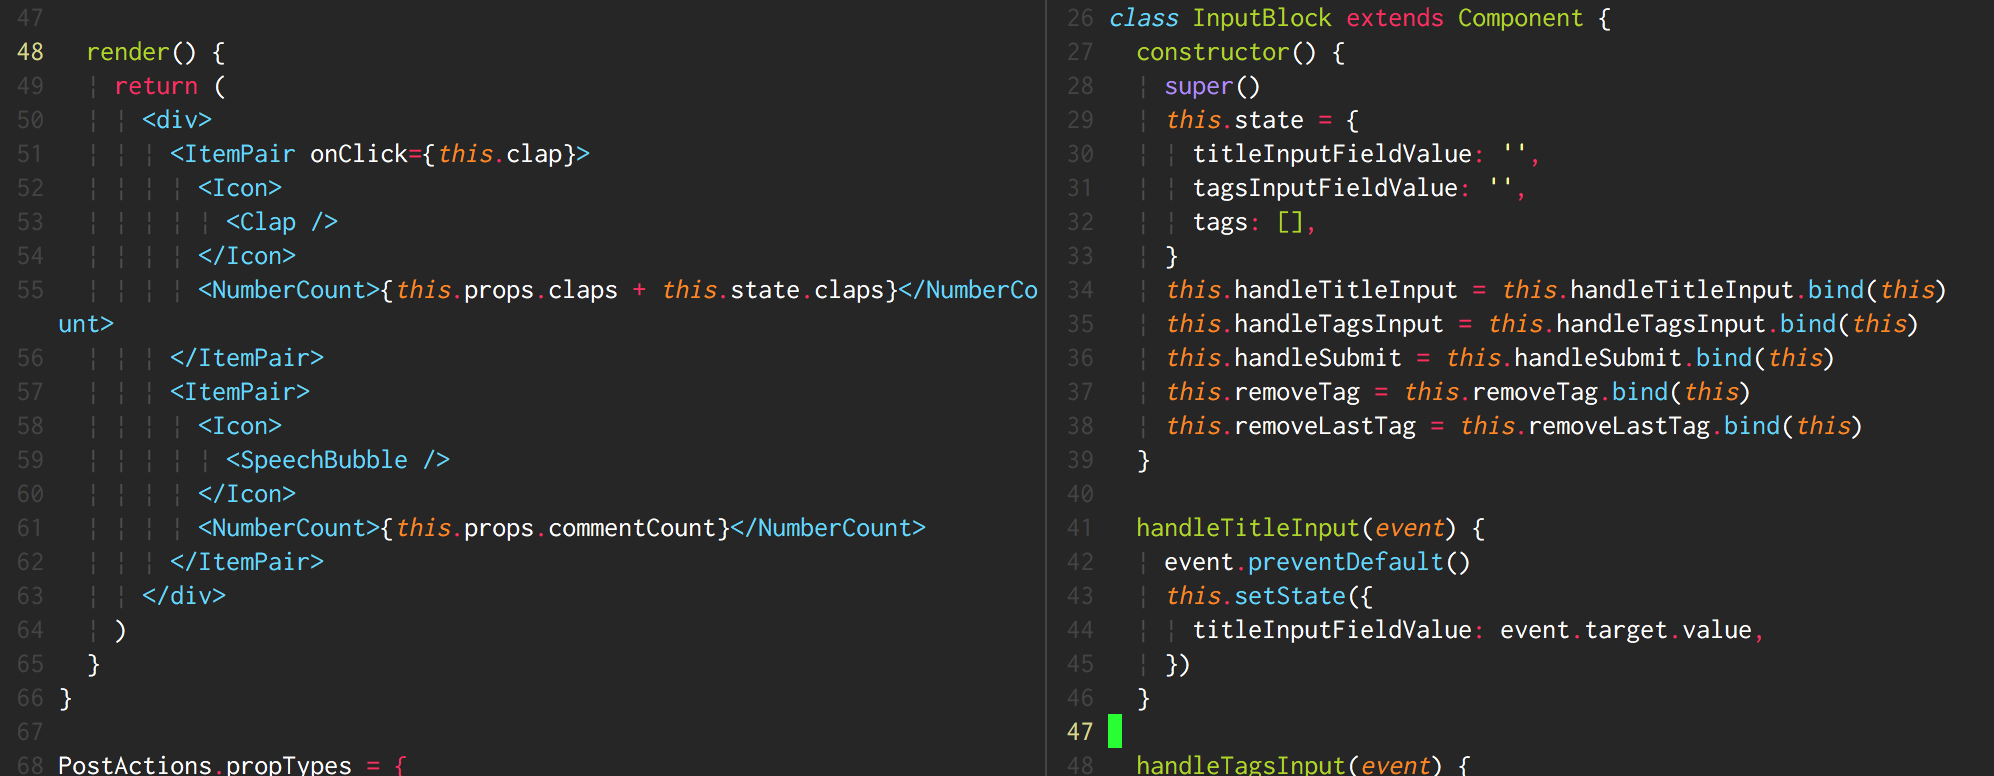 47
48 render() {
49 return (
50 <div>
51 <ItemPair onClick={this.clap}>
52 <Icon>
53 <Clap />
54 </Icon>
55 <NumberCount>{this.props.claps + this.state.claps}</NumberCo
unt>
56 </ItemPair>
57 <ItemPair>
58 <Icon>
59 <SpeechBubble />
60 </Icon>
61 <NumberCount>{this.props.commentCount}</NumberCount>
62 </ItemPair>
63 </div>
64 )
65 }
66 }
67
68 PostActions.propTypes = {
26 class InputBlock extends Component {
27 constructor() {
28 super()
29 this.state = {
30 titleInputFieldValue: '',
31 tagsInputFieldValue: '',
32 tags: [],
33 }
34 this.handleTitleInput = this.handleTitleInput.bind(this)
35 this.handleTagsInput = this.handleTagsInput.bind(this)
36 this.handleSubmit = this.handleSubmit.bind(this)
37 this.removeTag = this.removeTag.bind(this)
38 this.removeLastTag = this.removeLastTag.bind(this)
39 }
40
41 handleTitleInput(event) {
42 event.preventDefault()
43 this.setState({
44 titleInputFieldValue: event.target.value,
45 })
46 }
47
48 handleTagsInput(event) {